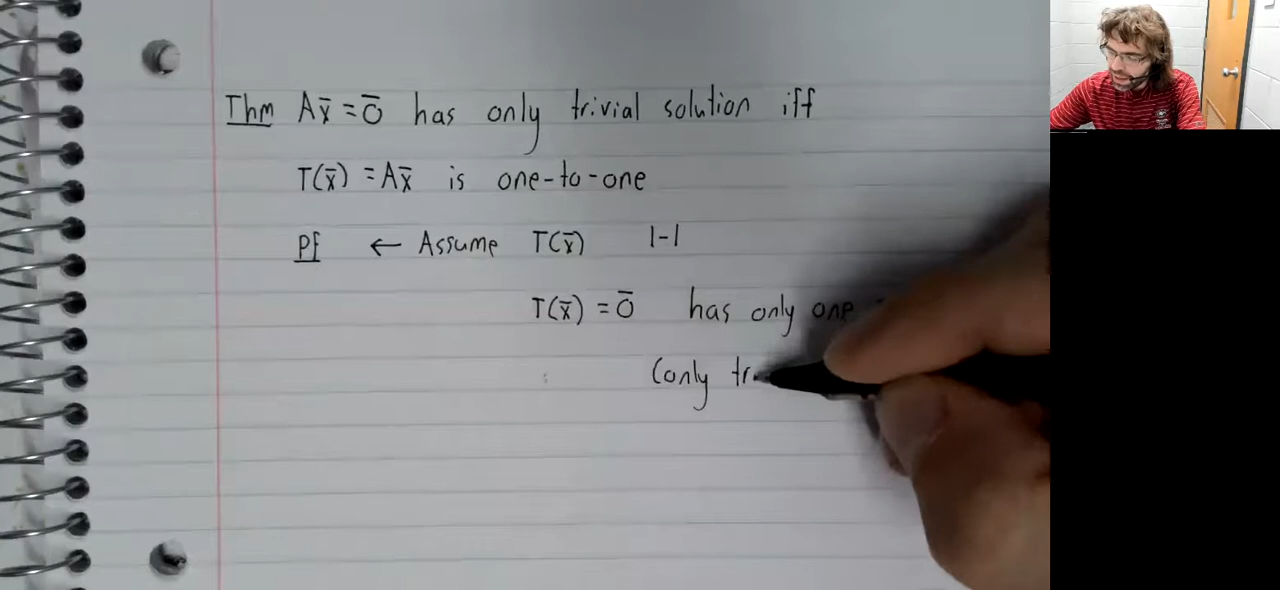 Thm Ax̄ = 0̄ has only trivial solution iff
T(x̄) = Ax̄ is one-to-one
Pf ← Assume T(x̄) 1-1
T(x̄) = 0̄ has only one
(only tr